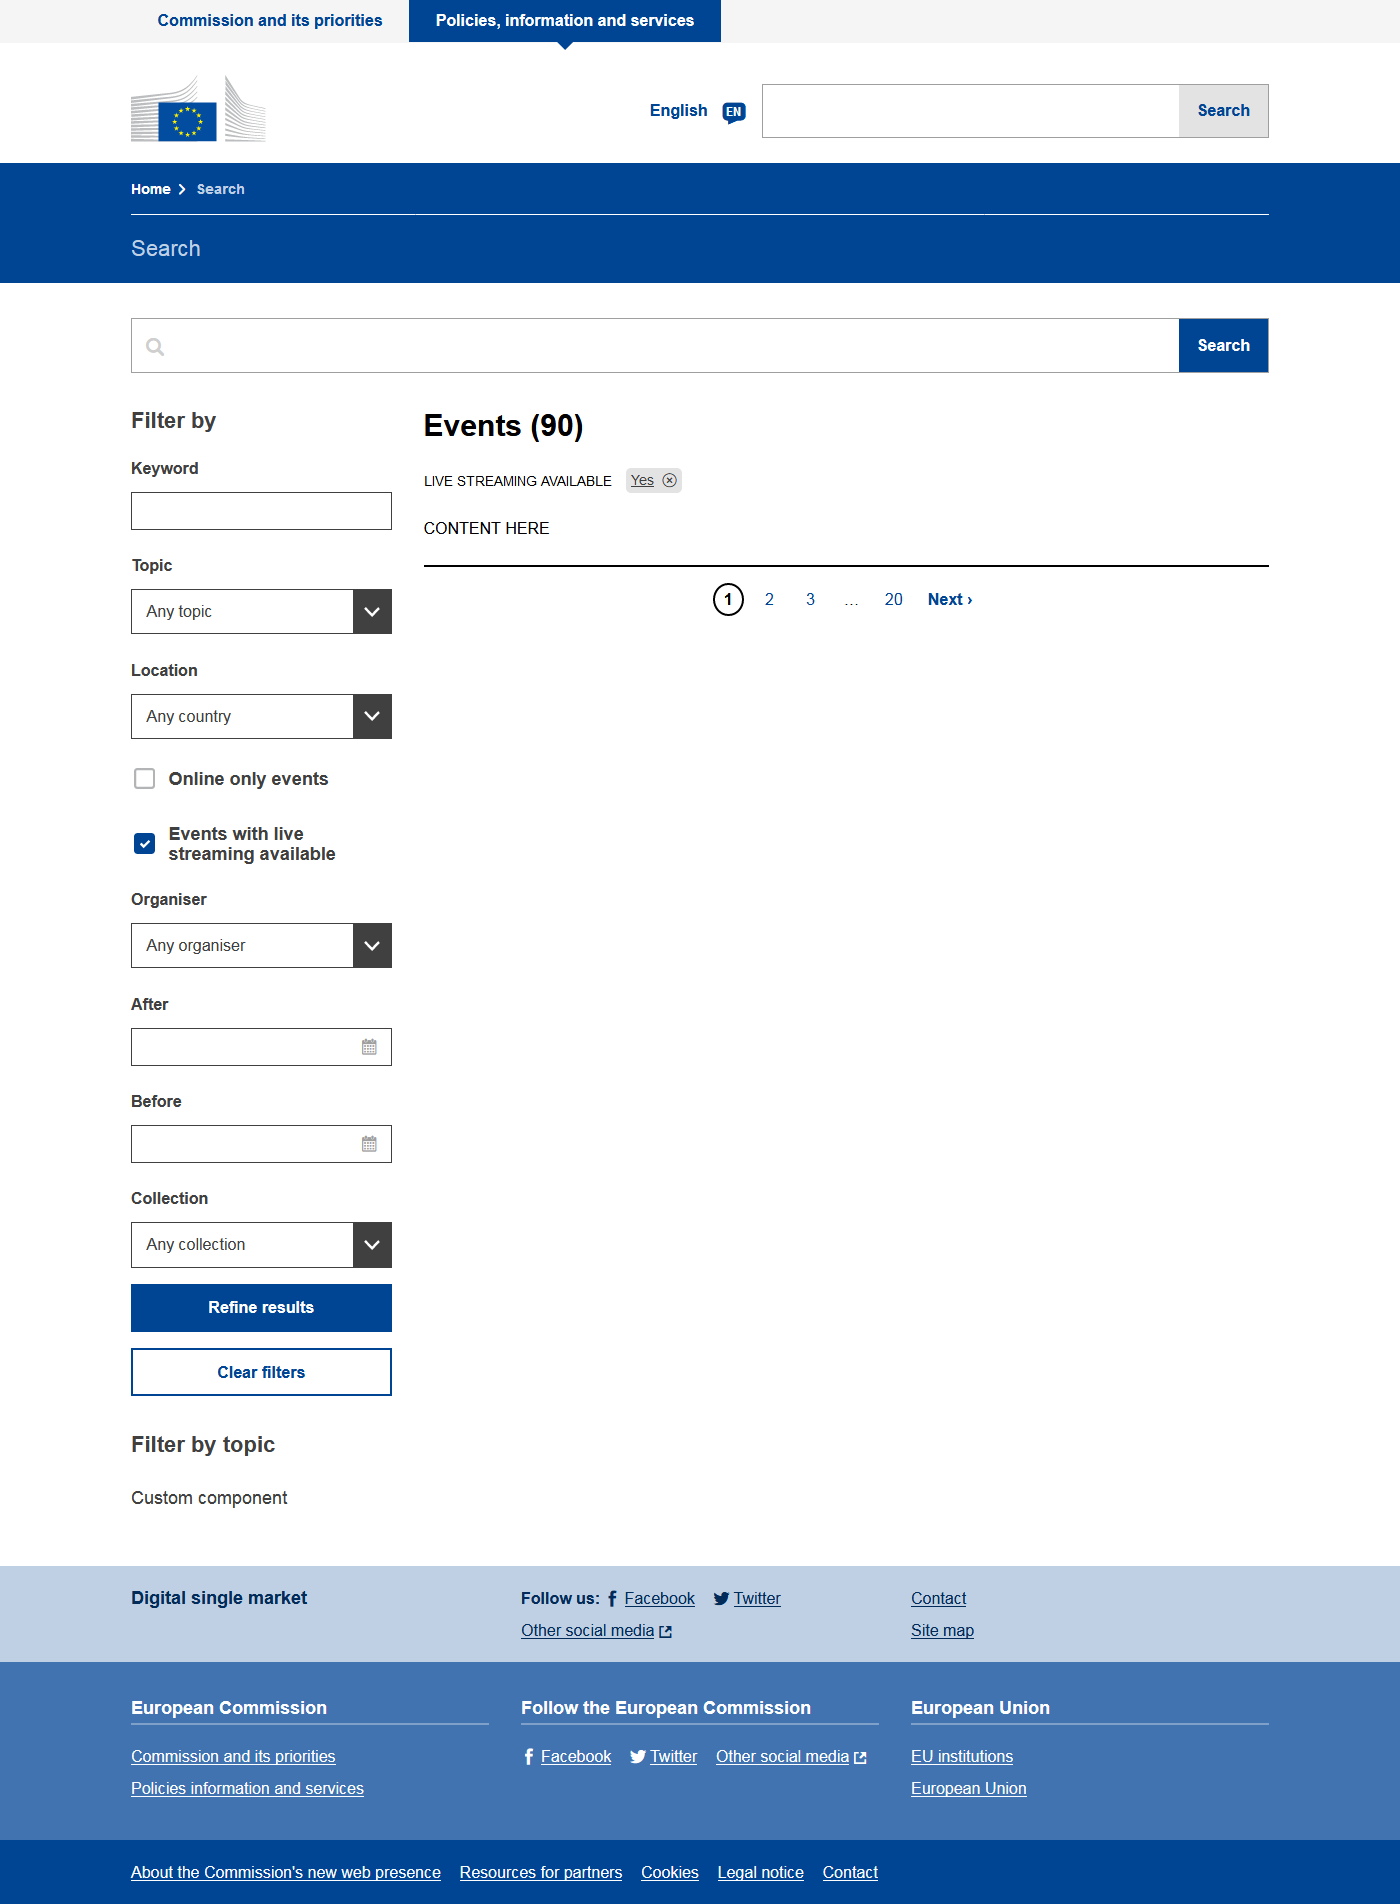 Commission and its priorities
Policies, information and services
English EN
Search
Home Search
Search
Search
Filter by
Keyword
Topic
Any topic
Location
Any country
Online only events
Events with live
streaming available
Organiser
Any organiser
After
Before
Collection
Any collection
Refine results
Clear filters
Filter by topic
Custom component
Events (90)
LIVE STREAMING AVAILABLE Yes
CONTENT HERE
1 2 3 ... 20 Next ›
Digital single market
Follow us: Facebook Twitter
Other social media
Contact
Site map
European Commission
Commission and its priorities
Policies information and services
Follow the European Commission
Facebook Twitter Other social media
European Union
EU institutions
European Union
About the Commission's new web presence Resources for partners Cookies Legal notice Contact